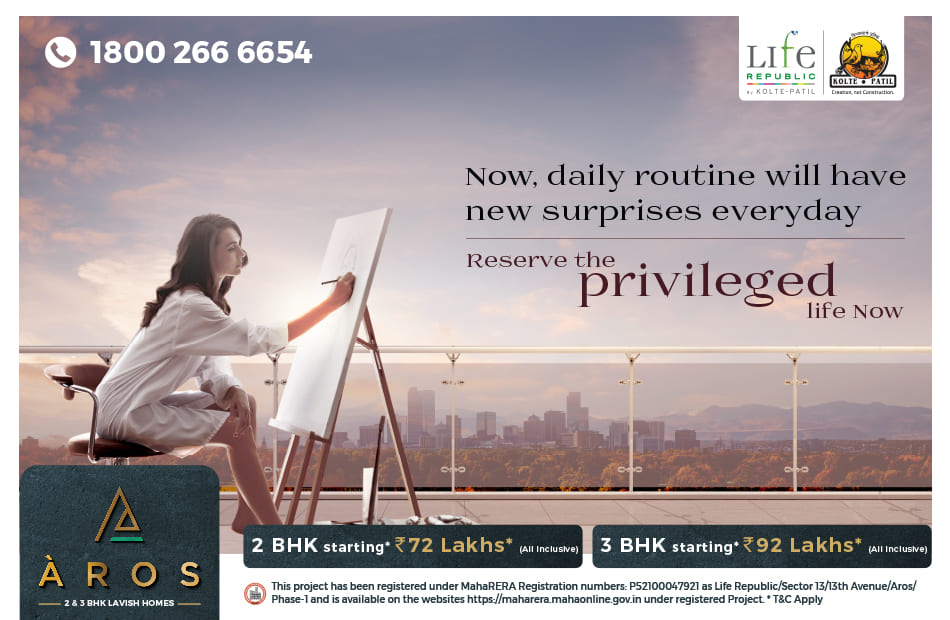 1800 266 6654
LIfe
REPUBLIC
BY KOLTE-PATIL
KOLTE • PATIL
Creation, not Construction.
Now, daily routine will have
new surprises everyday
Reserve the
privileged
life Now
ÀROS
2 & 3 BHK LAVISH HOMES
2 BHK starting* ₹72 Lakhs* (All Inclusive)
3 BHK starting* ₹92 Lakhs* (All Inclusive)
This project has been registered under MahaRERA Registration numbers: P52100047921 as Life Republic/Sector 13/13th Avenue/Aros/
Phase-1 and is available on the websites https://maharera.mahaonline.gov.in under registered Project. * T&C Apply